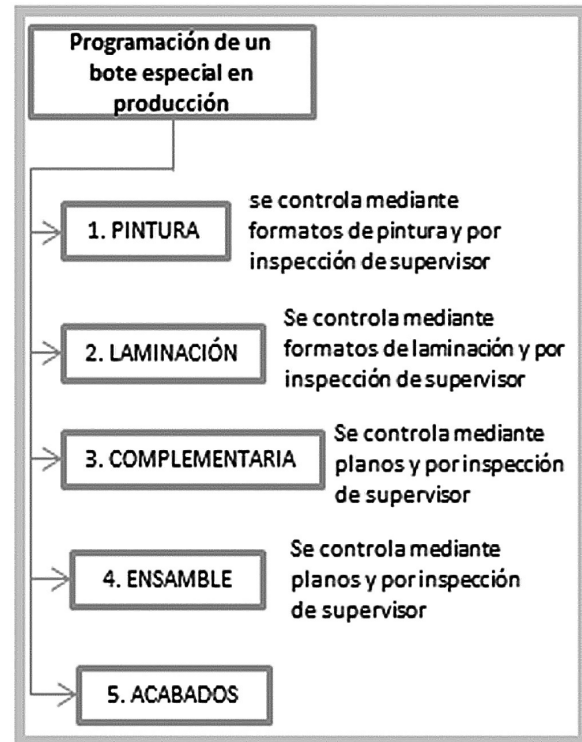 Programación de un
bote especial en
producción
1. PINTURA
se controla mediante
formatos de pintura y por
inspección de supervisor
2. LAMINACIÓN
Se controla mediante
formatos de laminación y por
inspección de supervisor
3. COMPLEMENTARIA
Se controla mediante
planos y por inspección
de supervisor
4. ENSAMBLE
Se controla mediante
planos y por inspección
de supervisor
5. ACABADOS